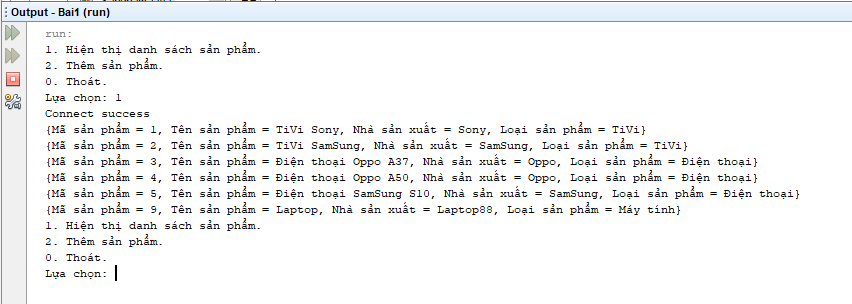 Output - Bai1 (run)
run:
1. Hiện thị danh sách sản phẩm.
2. Thêm sản phẩm.
0. Thoát.
Lựa chọn: 1
Connect success
{Mã sản phẩm = 1, Tên sản phẩm = TiVi Sony, Nhà sản xuất = Sony, Loại sản phẩm = TiVi}
{Mã sản phẩm = 2, Tên sản phẩm = TiVi SamSung, Nhà sản xuất = SamSung, Loại sản phẩm = TiVi}
{Mã sản phẩm = 3, Tên sản phẩm = Điện thoại Oppo A37, Nhà sản xuất = Oppo, Loại sản phẩm = Điện thoại}
{Mã sản phẩm = 4, Tên sản phẩm = Điện thoại Oppo A50, Nhà sản xuất = Oppo, Loại sản phẩm = Điện thoại}
{Mã sản phẩm = 5, Tên sản phẩm = Điện thoại SamSung S10, Nhà sản xuất = SamSung, Loại sản phẩm = Điện thoại}
{Mã sản phẩm = 9, Tên sản phẩm = Laptop, Nhà sản xuất = Laptop88, Loại sản phẩm = Máy tính}
1. Hiện thị danh sách sản phẩm.
2. Thêm sản phẩm.
0. Thoát.
Lựa chọn: